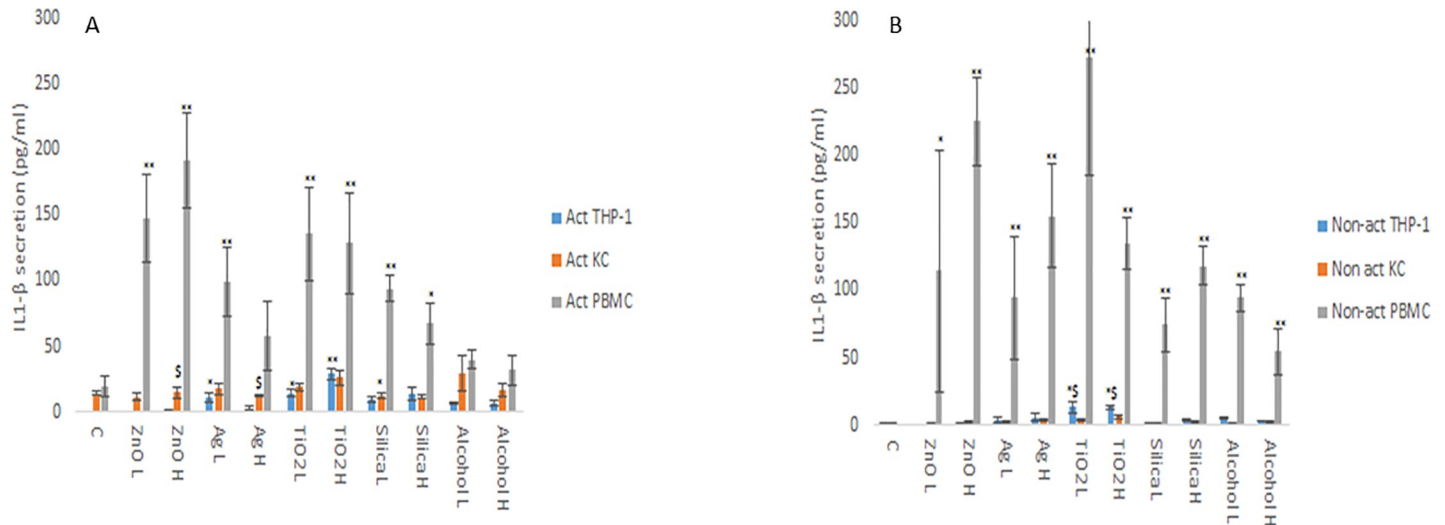 A
300
250
200
150
100
50
0
IL1-β secretion (pg/ml)
**
**
**
**
**
**
*
$
*
$
*
**
*
C
ZnO L
ZnO H
Ag L
Ag H
TiO2 L
TiO2 H
Silica L
Silica H
Alcohol L
Alcohol H
Act THP-1
Act KC
Act PBMC
B
300
250
200
150
100
50
0
IL1-β secretion (pg/ml)
*
**
**
**
**
**
**
**
**
**
*$
*$
C
ZnO L
ZnO H
Ag L
Ag H
TiO2 L
TiO2 H
Silica L
Silica H
Alcohol L
Alcohol H
Non-act THP-1
Non act KC
Non-act PBMC